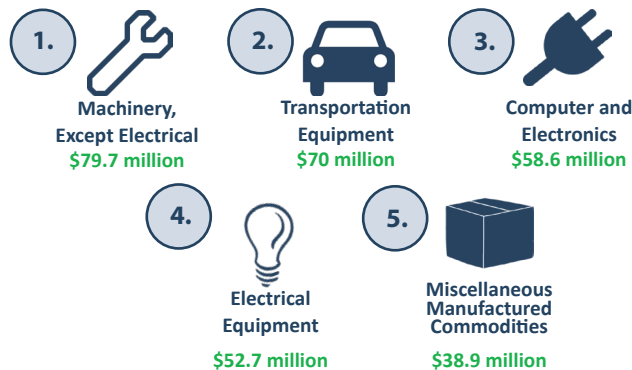 1.
Machinery,
Except Electrical
$79.7 million
2.
Transportation
Equipment
$70 million
3.
Computer and
Electronics
$58.6 million
4.
Electrical
Equipment
$52.7 million
5.
Miscellaneous
Manufactured
Commodities
$38.9 million